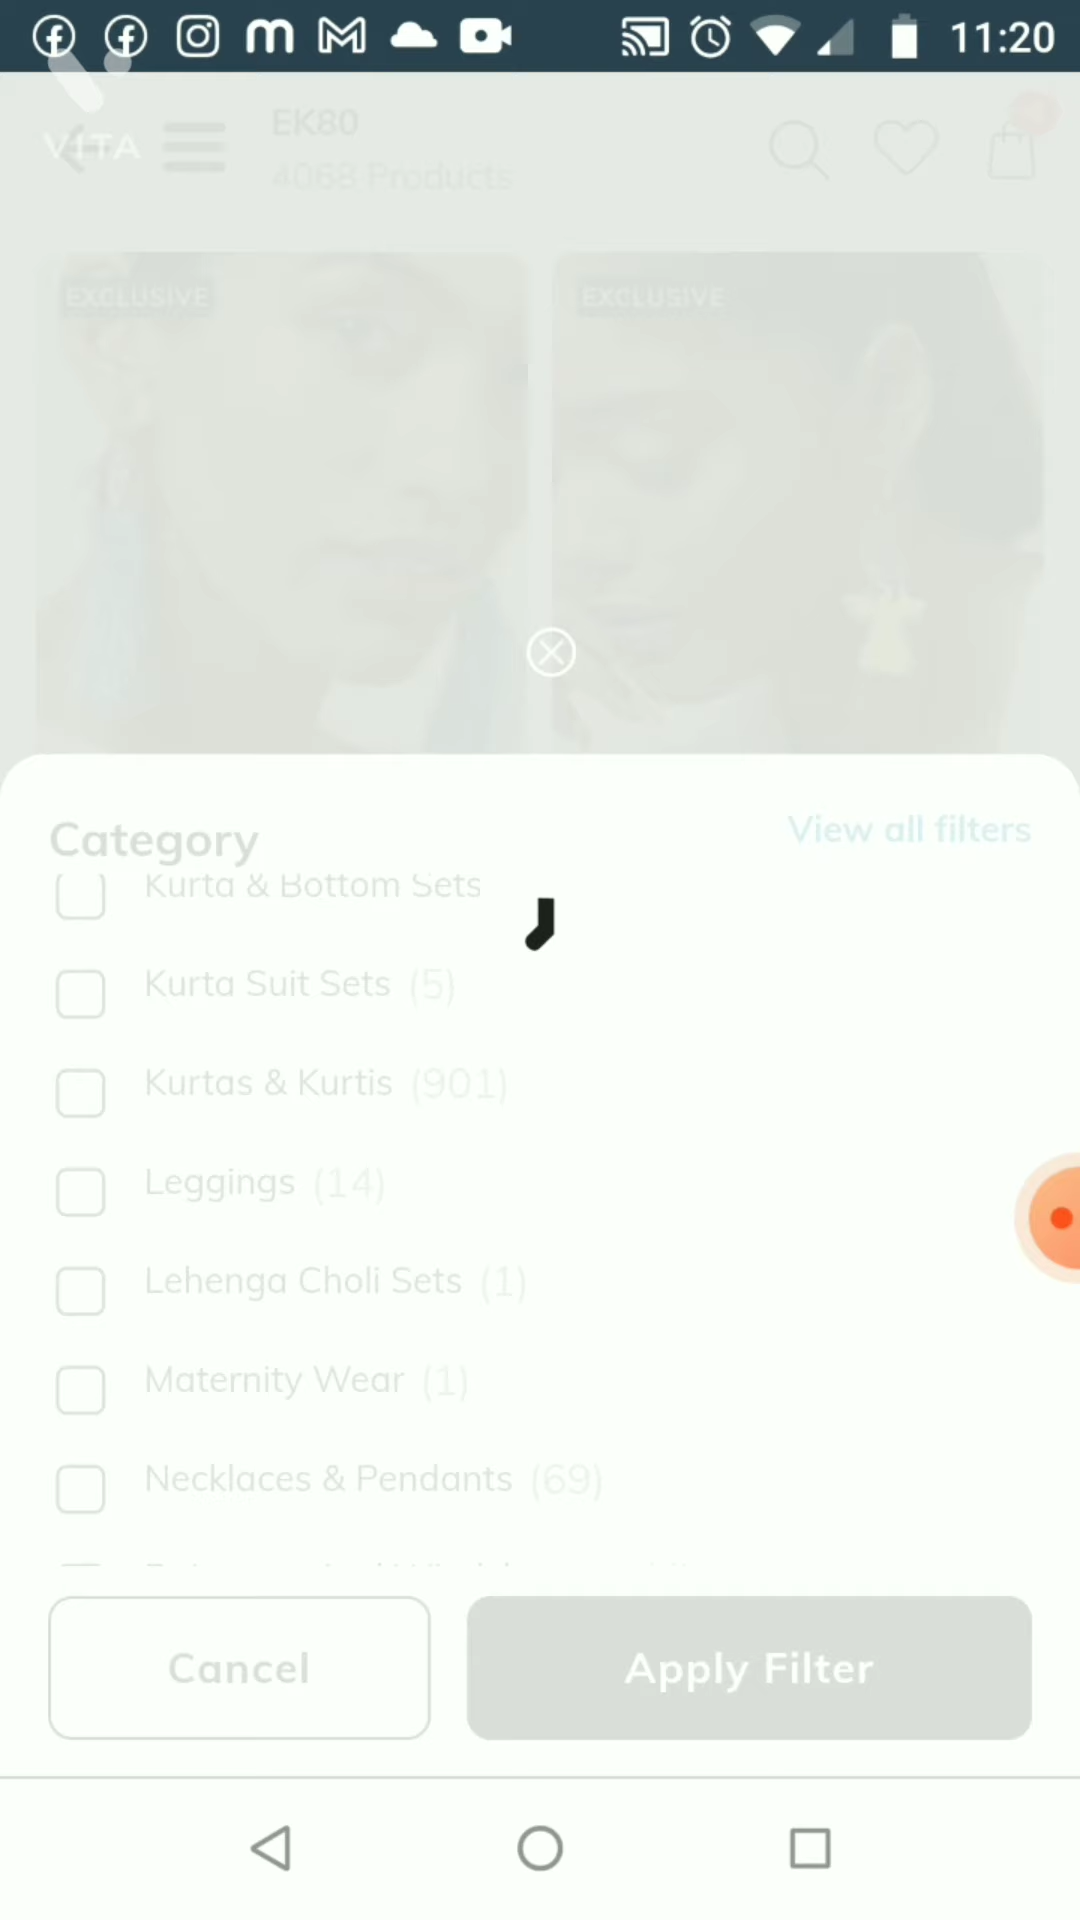 11:20
VITA
EK80
4068 Products
EXCLUSIVE
EXCLUSIVE
Category
View all filters
Kurta & Bottom Sets
Kurta Suit Sets (5)
Kurtas & Kurtis (901)
Leggings (14)
Lehenga Choli Sets (1)
Maternity Wear (1)
Necklaces & Pendants (69)
Cancel
Apply Filter